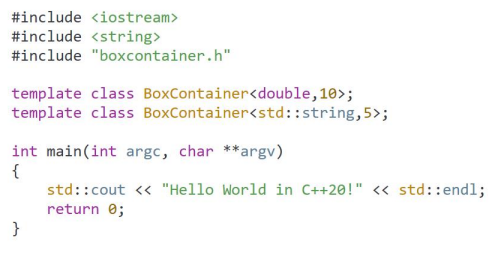 #include <iostream>
#include <string>
#include "boxcontainer.h"

template class BoxContainer<double,10>;
template class BoxContainer<std::string,5>;

int main(int argc, char **argv)
{
    std::cout << "Hello World in C++20!" << std::endl;
    return 0;
}